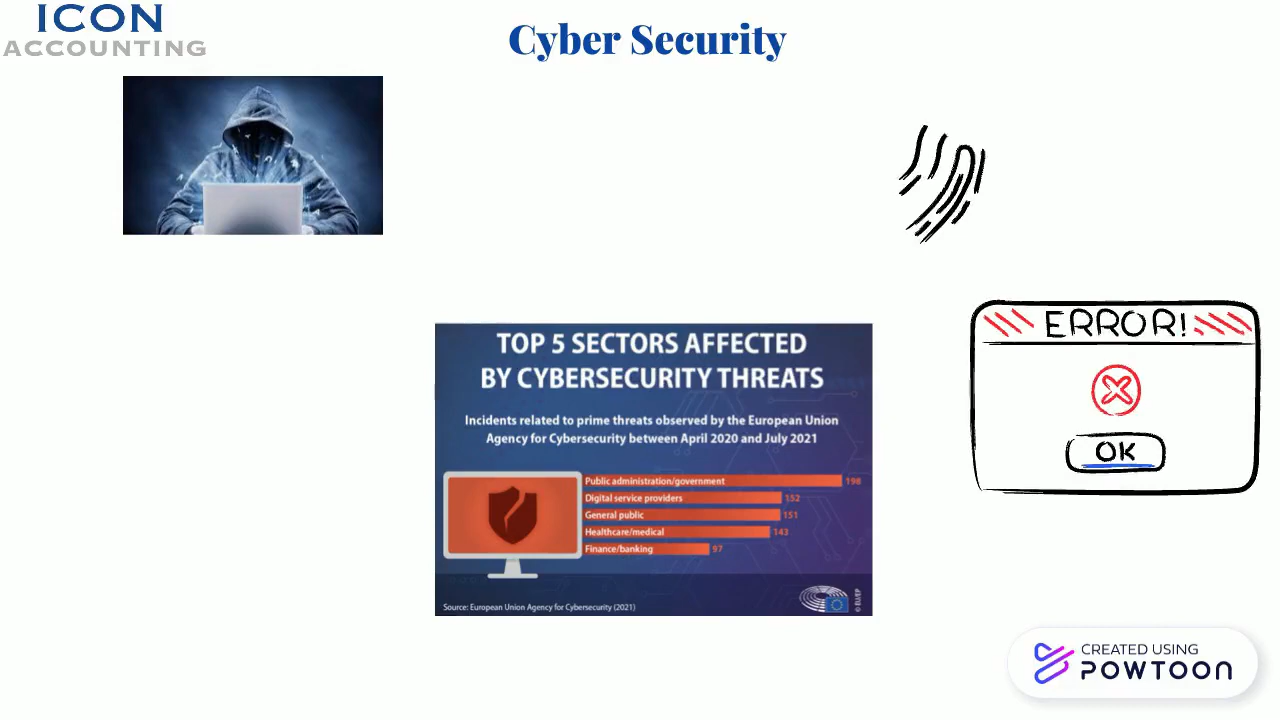 ICON
ACCOUNTING
Cyber Security
TOP 5 SECTORS AFFECTED
BY CYBERSECURITY THREATS
Incidents related to prime threats observed by the European Union
Agency for Cybersecurity between April 2020 and July 2021
Public administration/government 198
Digital service providers 152
General public 151
Healthcare/medical 143
Finance/banking 97
Source: European Union Agency for Cybersecurity (2021)
© EU/EP
ERROR!
OK
CREATED USING
POWTOON